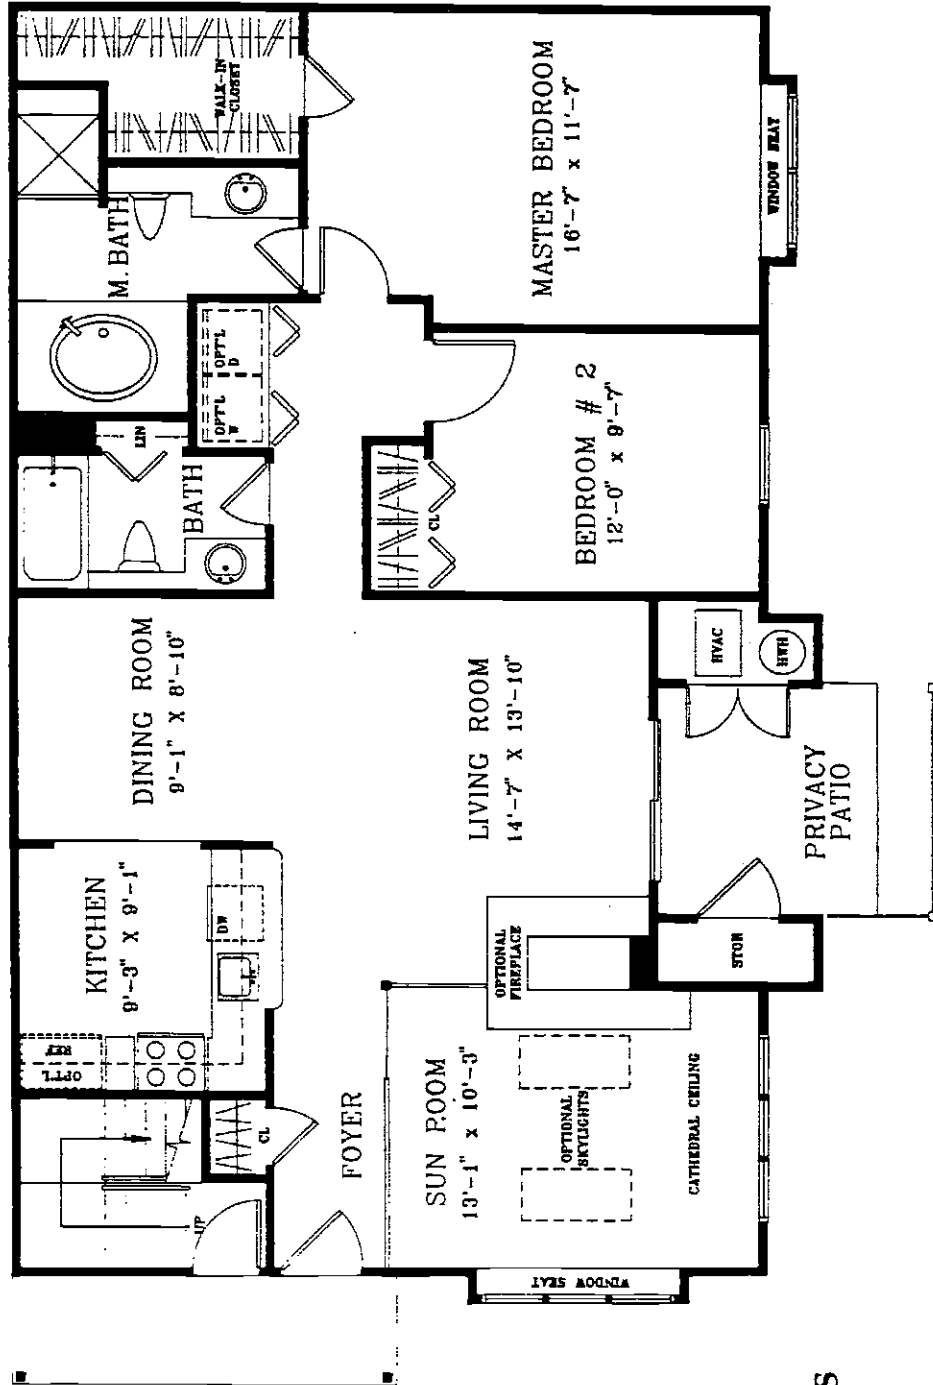 WALK-IN
CLOSET
MASTER BEDROOM
16'-7" x 11'-7"
WINDOW SEAT
M. BATH
OPT'L
W
OPT'L
D
LIN
BATH
CL
BEDROOM # 2
12'-0" x 9'-7"
DINING ROOM
9'-1" X 8'-10"
LIVING ROOM
14'-7" X 13'-10"
HVAC
HWH
PRIVACY
PATIO
KITCHEN
9'-3" X 9'-1"
DW
OPT'L
REF
OPTIONAL
FIREPLACE
STOR
UP
CL
FOYER
SUN ROOM
13'-1" x 10'-3"
OPTIONAL
SKYLIGHTS
CATHEDRAL CEILING
WINDOW SEAT
S